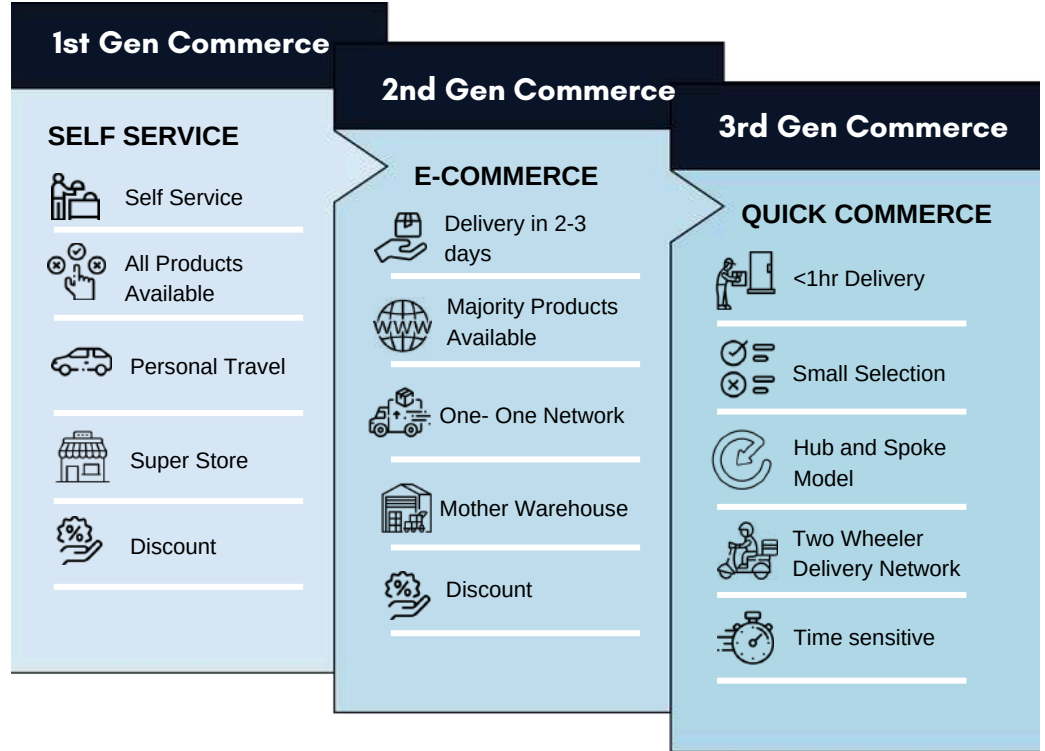 1st Gen Commerce
SELF SERVICE
Self Service
All Products
Available
Personal Travel
Super Store
Discount
2nd Gen Commerce
E-COMMERCE
Delivery in 2-3
days
Majority Products
Available
One- One Network
Mother Warehouse
Discount
3rd Gen Commerce
QUICK COMMERCE
<1hr Delivery
Small Selection
Hub and Spoke
Model
Two Wheeler
Delivery Network
Time sensitive
WWW
%
%